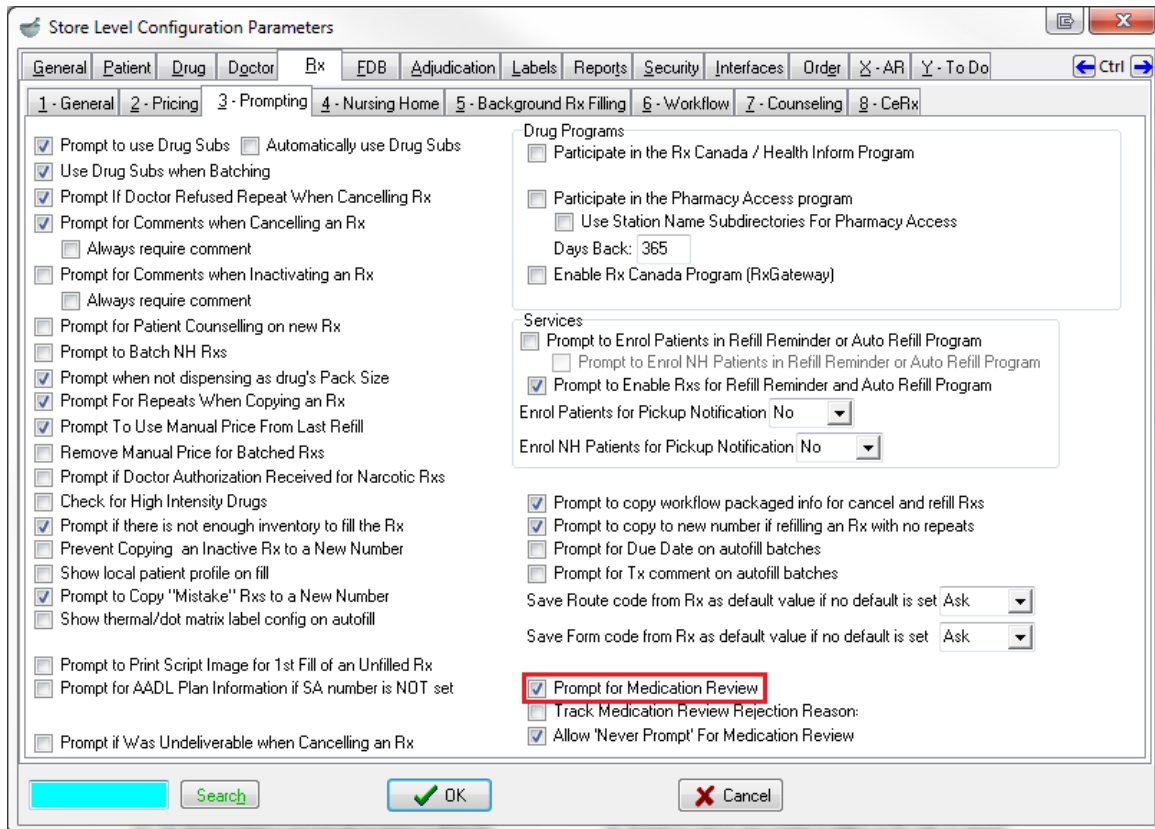 Store Level Configuration Parameters
General Patient Drug Doctor Rx FDB Adjudication Labels Reports Security Interfaces Order X - AR Y - To Do Ctrl
1 - General 2 - Pricing 3 - Prompting 4 - Nursing Home 5 - Background Rx Filling 6 - Workflow 7 - Counseling 8 - CeRx
Prompt to use Drug Subs Automatically use Drug Subs
Use Drug Subs when Batching
Prompt If Doctor Refused Repeat When Cancelling Rx
Prompt for Comments when Cancelling an Rx
Always require comment
Prompt for Comments when Inactivating an Rx
Always require comment
Prompt for Patient Counselling on new Rx
Prompt to Batch NH Rxs
Prompt when not dispensing as drug's Pack Size
Prompt For Repeats When Copying an Rx
Prompt To Use Manual Price From Last Refill
Remove Manual Price for Batched Rxs
Prompt if Doctor Authorization Received for Narcotic Rxs
Check for High Intensity Drugs
Prompt if there is not enough inventory to fill the Rx
Prevent Copying an Inactive Rx to a New Number
Show local patient profile on fill
Prompt to Copy "Mistake" Rxs to a New Number
Show thermal/dot matrix label config on autofill
Prompt to Print Script Image for 1st Fill of an Unfilled Rx
Prompt for AADL Plan Information if SA number is NOT set
Prompt if Was Undeliverable when Cancelling an Rx
Drug Programs
Participate in the Rx Canada / Health Inform Program
Participate in the Pharmacy Access program
Use Station Name Subdirectories For Pharmacy Access
Days Back: 365
Enable Rx Canada Program (RxGateway)
Services
Prompt to Enrol Patients in Refill Reminder or Auto Refill Program
Prompt to Enrol NH Patients in Refill Reminder or Auto Refill Program
Prompt to Enable Rxs for Refill Reminder and Auto Refill Program
Enrol Patients for Pickup Notification No
Enrol NH Patients for Pickup Notification No
Prompt to copy workflow packaged info for cancel and refill Rxs
Prompt to copy to new number if refilling an Rx with no repeats
Prompt for Due Date on autofill batches
Prompt for Tx comment on autofill batches
Save Route code from Rx as default value if no default is set Ask
Save Form code from Rx as default value if no default is set Ask
Prompt for Medication Review
Track Medication Review Rejection Reason:
Allow 'Never Prompt' For Medication Review
Search OK Cancel